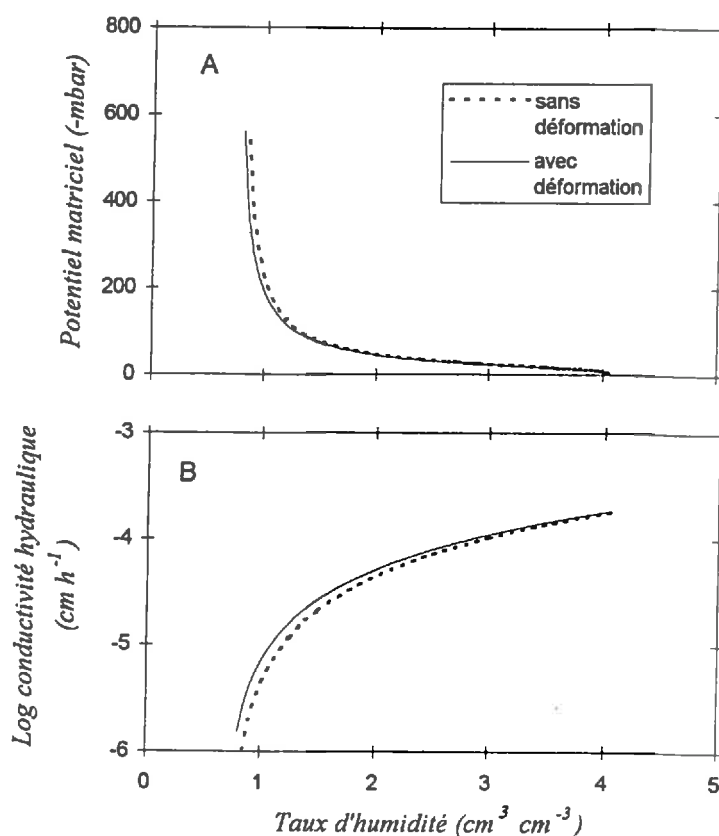 800
600
400
200
0
Potentiel matriciel (-mbar)
A
sans
déformation
avec
déformation
-3
-4
-5
-6
Log conductivité hydraulique
(cm h⁻¹)
B
0 1 2 3 4 5
Taux d'humidité (cm³ cm⁻³)